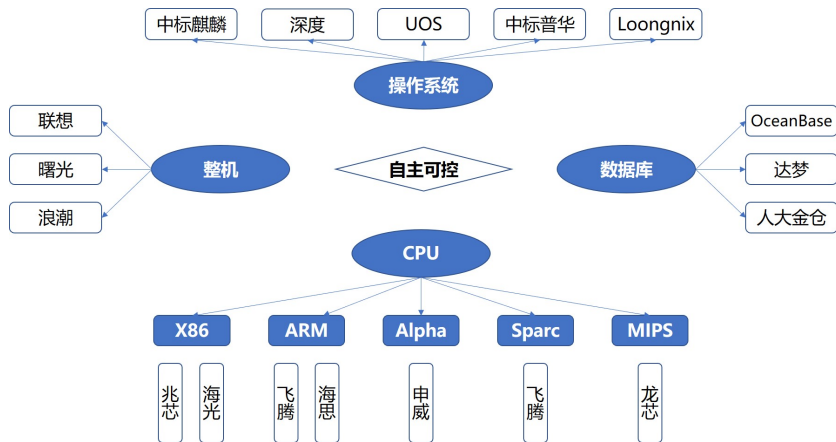 中标麒麟
深度
UOS
中标普华
Loongnix
操作系统
联想
曙光
浪潮
整机
自主可控
数据库
OceanBase
达梦
人大金仓
CPU
X86
ARM
Alpha
Sparc
MIPS
兆芯
海光
飞腾
海思
申威
飞腾
龙芯